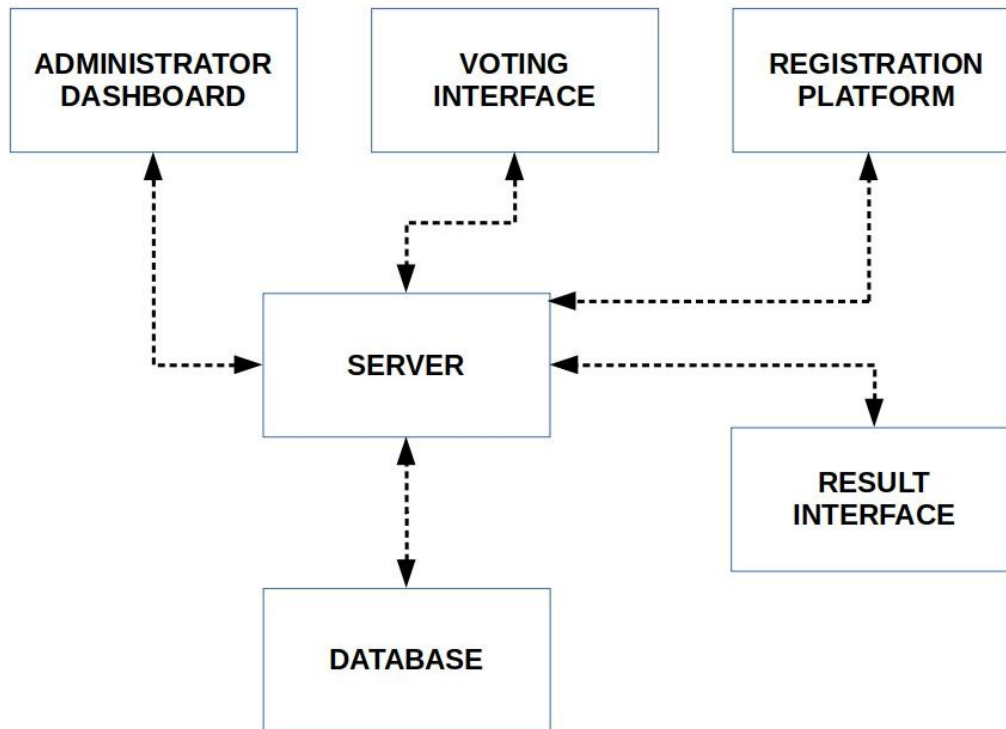 ADMINISTRATOR
DASHBOARD
VOTING
INTERFACE
REGISTRATION
PLATFORM
SERVER
RESULT
INTERFACE
DATABASE